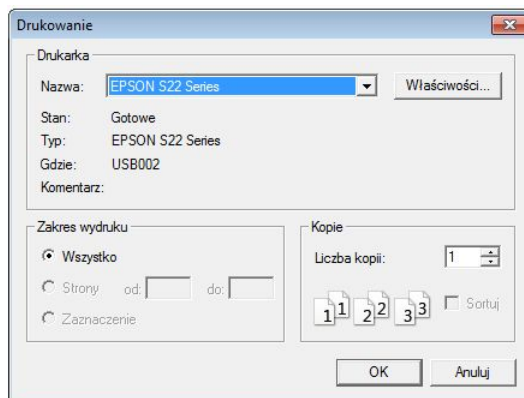 Drukowanie
Drukarka
Nazwa: EPSON S22 Series Właściwości...
Stan: Gotowe
Typ: EPSON S22 Series
Gdzie: USB002
Komentarz:
Zakres wydruku
Wszystko
Strony od: do:
Zaznaczenie
Kopie
Liczba kopii: 1
1 1 2 2 3 3 Sortuj
OK Anuluj